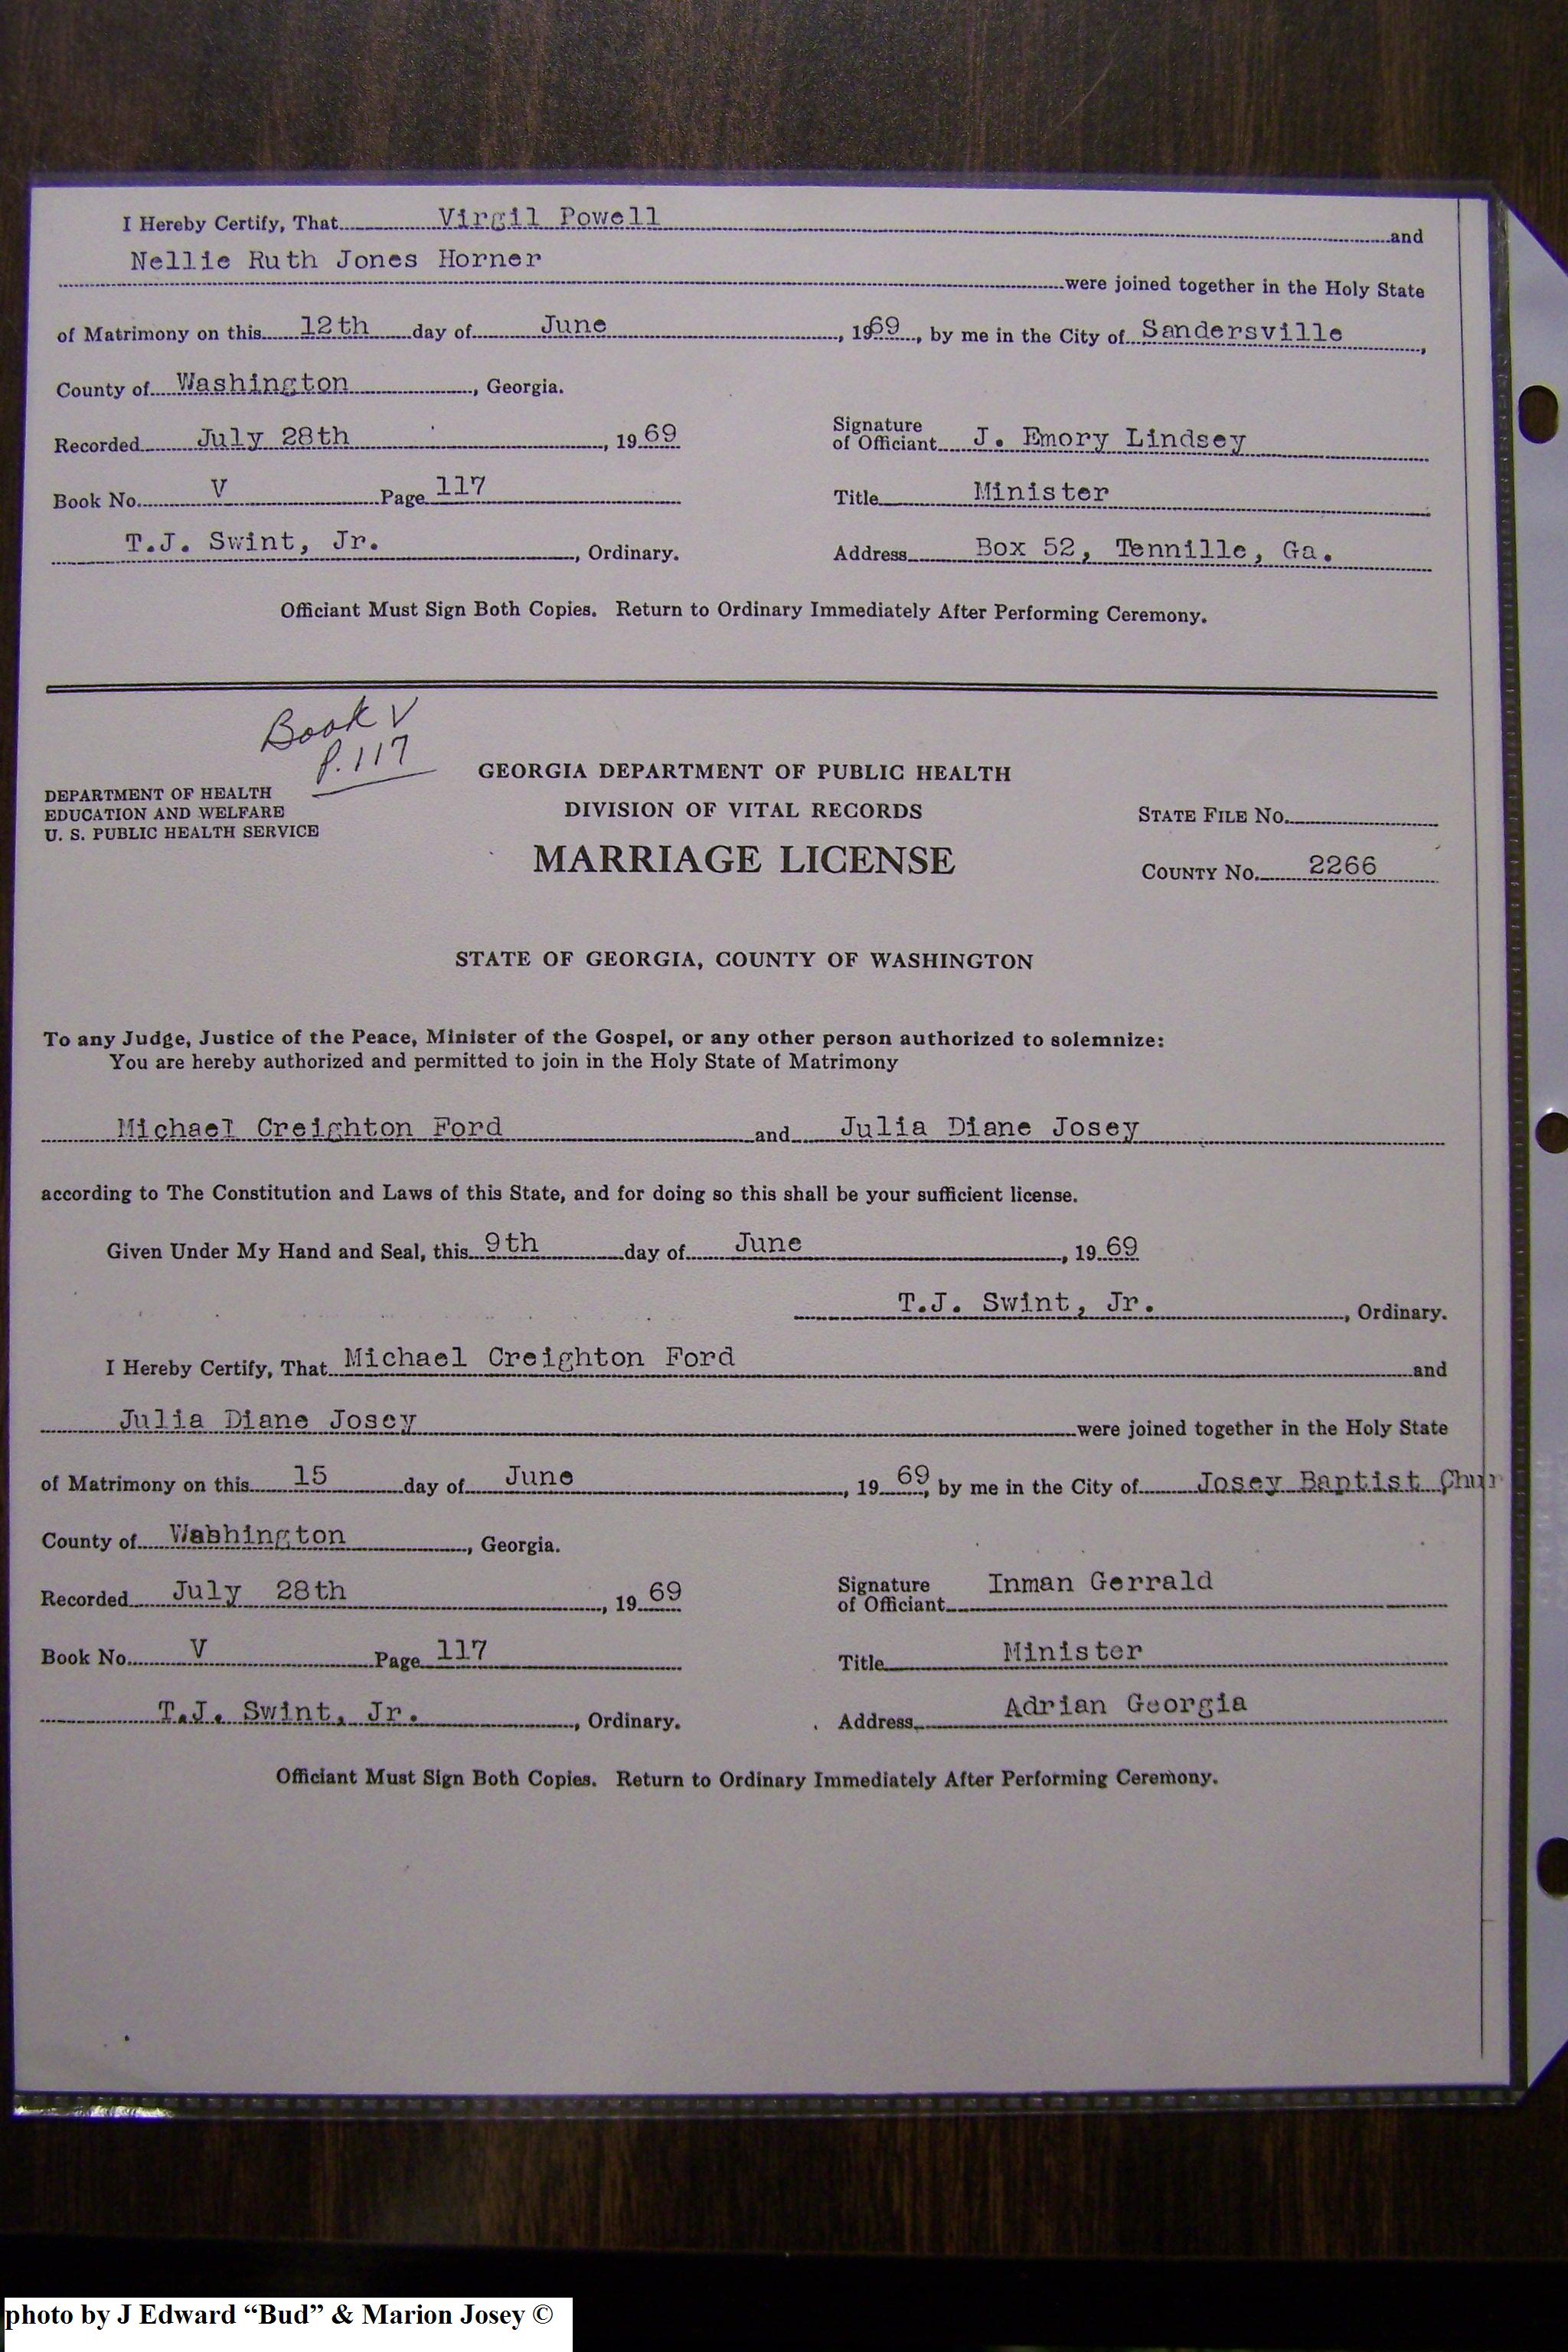 I Hereby Certify, That Virgil Powell and
Nellie Ruth Jones Horner were joined together in the Holy State
of Matrimony on this 12th day of June, 1969, by me in the City of Sandersville,
County of Washington, Georgia.
Recorded July 28th, 1969 Signature of Officiant J. Emory Lindsey
Book No. V Page 117 Title Minister
T.J. Swint, Jr., Ordinary. Address Box 52, Tennille, Ga.
Officiant Must Sign Both Copies. Return to Ordinary Immediately After Performing Ceremony.
Book V
P. 117
DEPARTMENT OF HEALTH
EDUCATION AND WELFARE
U. S. PUBLIC HEALTH SERVICE
GEORGIA DEPARTMENT OF PUBLIC HEALTH
DIVISION OF VITAL RECORDS
MARRIAGE LICENSE
STATE FILE NO.
COUNTY NO. 2266
STATE OF GEORGIA, COUNTY OF WASHINGTON
To any Judge, Justice of the Peace, Minister of the Gospel, or any other person authorized to solemnize:
You are hereby authorized and permitted to join in the Holy State of Matrimony
Michael Creighton Ford and Julia Diane Josey
according to The Constitution and Laws of this State, and for doing so this shall be your sufficient license.
Given Under My Hand and Seal, this 9th day of June, 1969
T.J. Swint, Jr., Ordinary.
I Hereby Certify, That Michael Creighton Ford and
Julia Diane Josey were joined together in the Holy State
of Matrimony on this 15 day of June, 1969, by me in the City of Josey Baptist Chur
County of Washington, Georgia.
Recorded July 28th, 1969 Signature of Officiant Inman Gerrald
Book No. V Page 117 Title Minister
T.J. Swint, Jr., Ordinary. Address Adrian Georgia
Officiant Must Sign Both Copies. Return to Ordinary Immediately After Performing Ceremony.
photo by J Edward “Bud” & Marion Josey ©